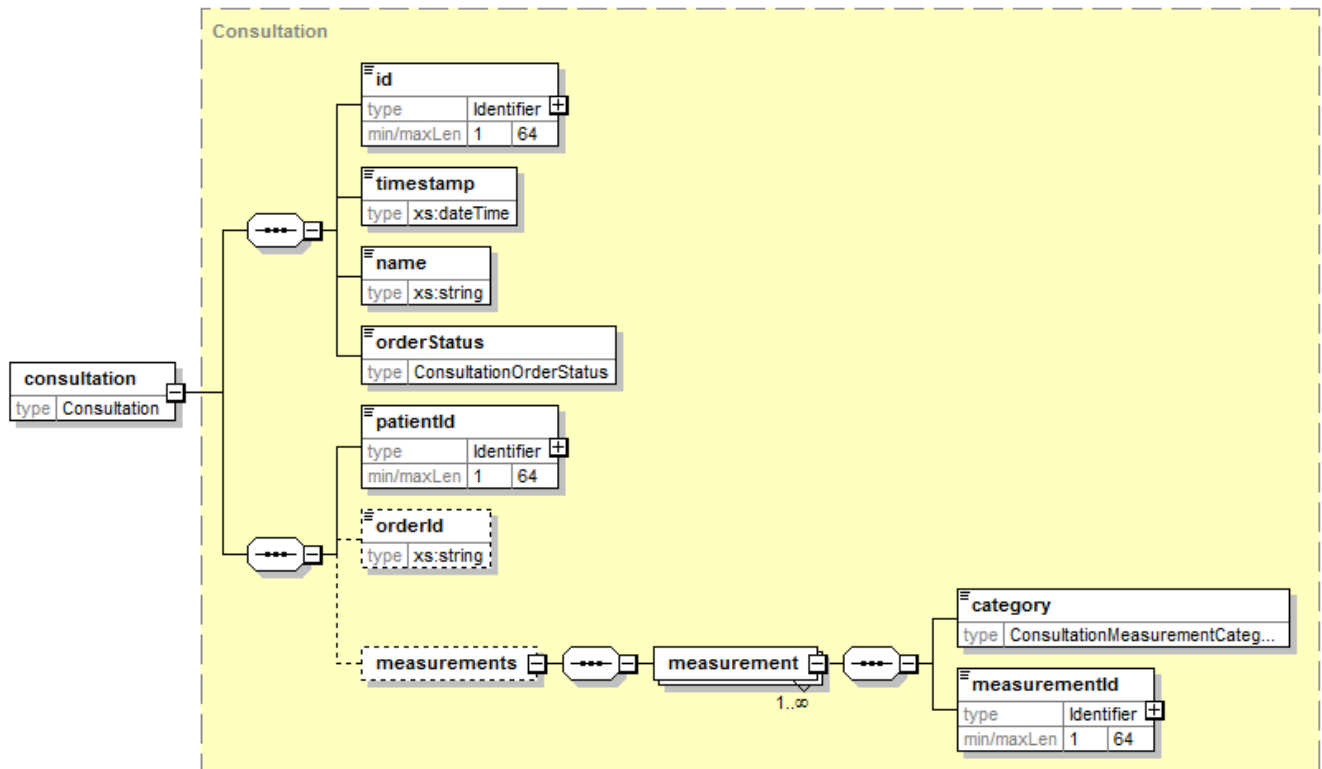 Consultation
id
type Identifier
min/maxLen 1 64
timestamp
type xs:dateTime
name
type xs:string
orderStatus
type ConsultationOrderStatus
consultation
type Consultation
patientId
type Identifier
min/maxLen 1 64
orderId
type xs:string
measurements
measurement
1..∞
category
type ConsultationMeasurementCateg...
measurementId
type Identifier
min/maxLen 1 64